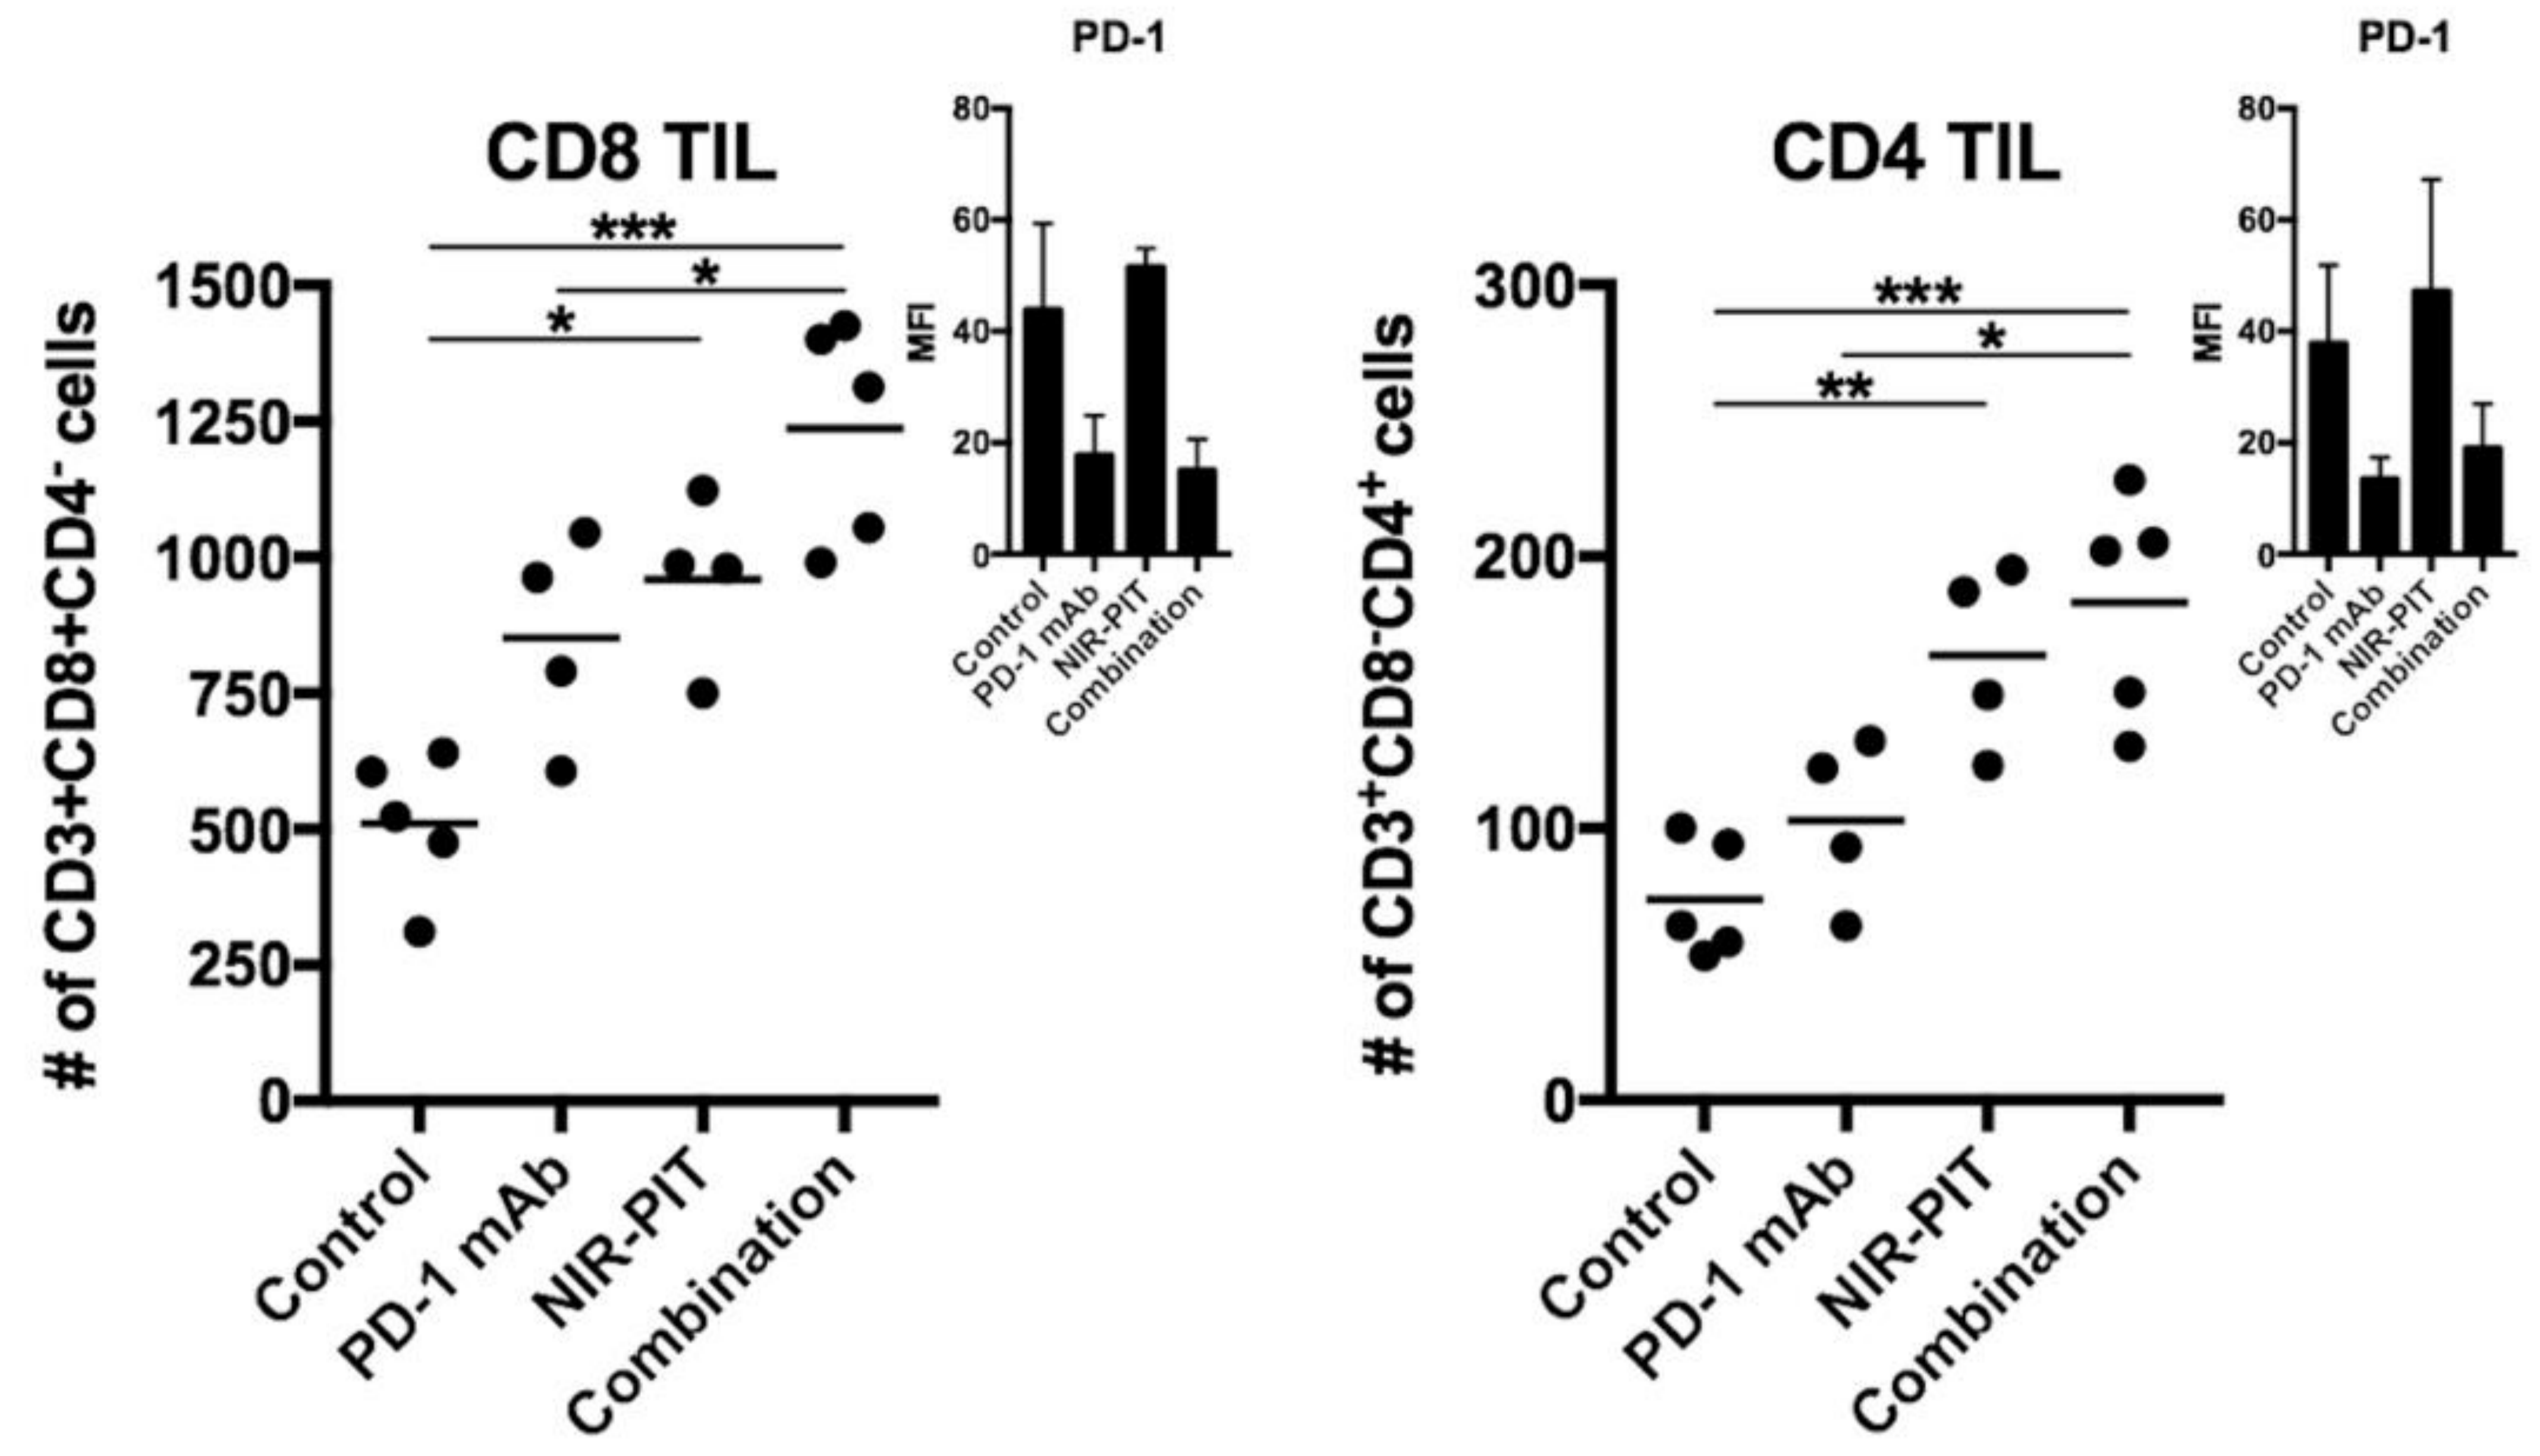 CD8 TIL
***
*
*
# of CD3+CD8+CD4- cells
1500
1250
1000
750
500
250
0
Control
PD-1 mAb
NIR-PIT
Combination
PD-1
MFI
80
60
40
20
0
Control
PD-1 mAb
NIR-PIT
Combination
CD4 TIL
***
*
**
# of CD3+CD8-CD4+ cells
300
200
100
0
Control
PD-1 mAb
NIR-PIT
Combination
PD-1
MFI
80
60
40
20
0
Control
PD-1 mAb
NIR-PIT
Combination